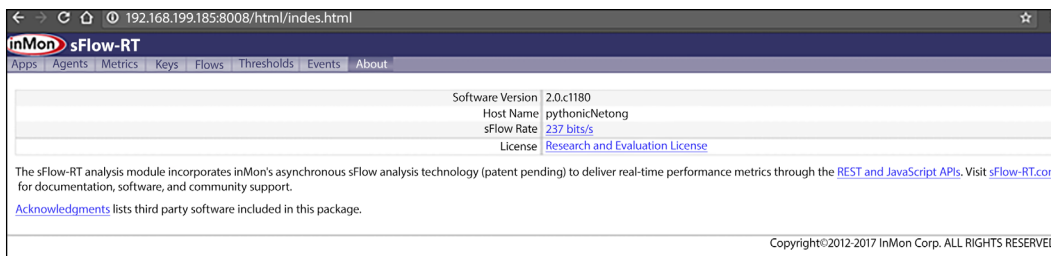 192.168.199.185:8008/html/indes.html
inMon sFlow-RT
Apps Agents Metrics Keys Flows Thresholds Events About
Software Version 2.0.c1180
Host Name pythonicNetong
sFlow Rate 237 bits/s
License Research and Evaluation License
The sFlow-RT analysis module incorporates inMon's asynchronous sFlow analysis technology (patent pending) to deliver real-time performance metrics through the REST and JavaScript APIs. Visit sFlow-RT.com
for documentation, software, and community support.
Acknowledgments lists third party software included in this package.
Copyright©2012-2017 InMon Corp. ALL RIGHTS RESERVED